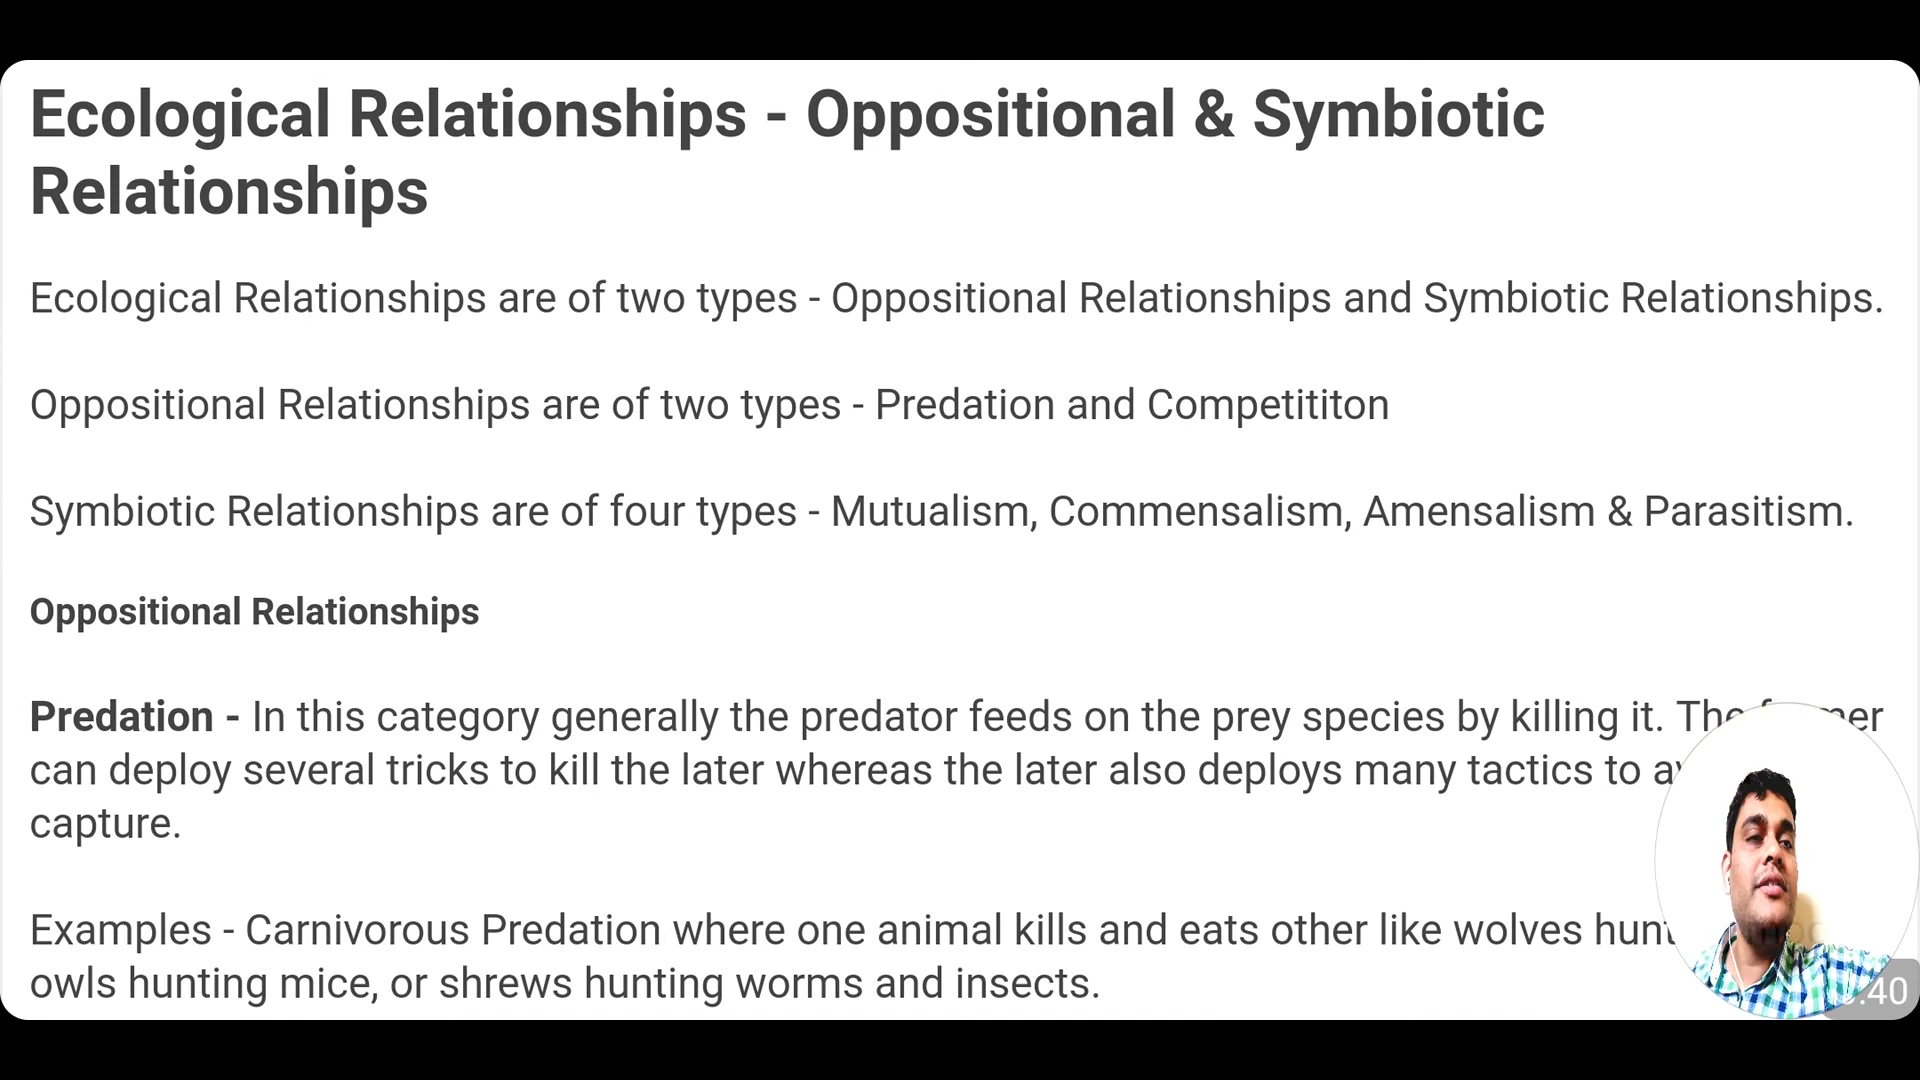 Ecological Relationships - Oppositional & Symbiotic
Relationships
Ecological Relationships are of two types - Oppositional Relationships and Symbiotic Relationships.
Oppositional Relationships are of two types - Predation and Competititon
Symbiotic Relationships are of four types - Mutualism, Commensalism, Amensalism & Parasitism.
Oppositional Relationships
Predation - In this category generally the predator feeds on the prey species by killing it. The
can deploy several tricks to kill the later whereas the later also deploys many tactics to
capture.
Examples - Carnivorous Predation where one animal kills and eats other like wolves
owls hunting mice, or shrews hunting worms and insects.